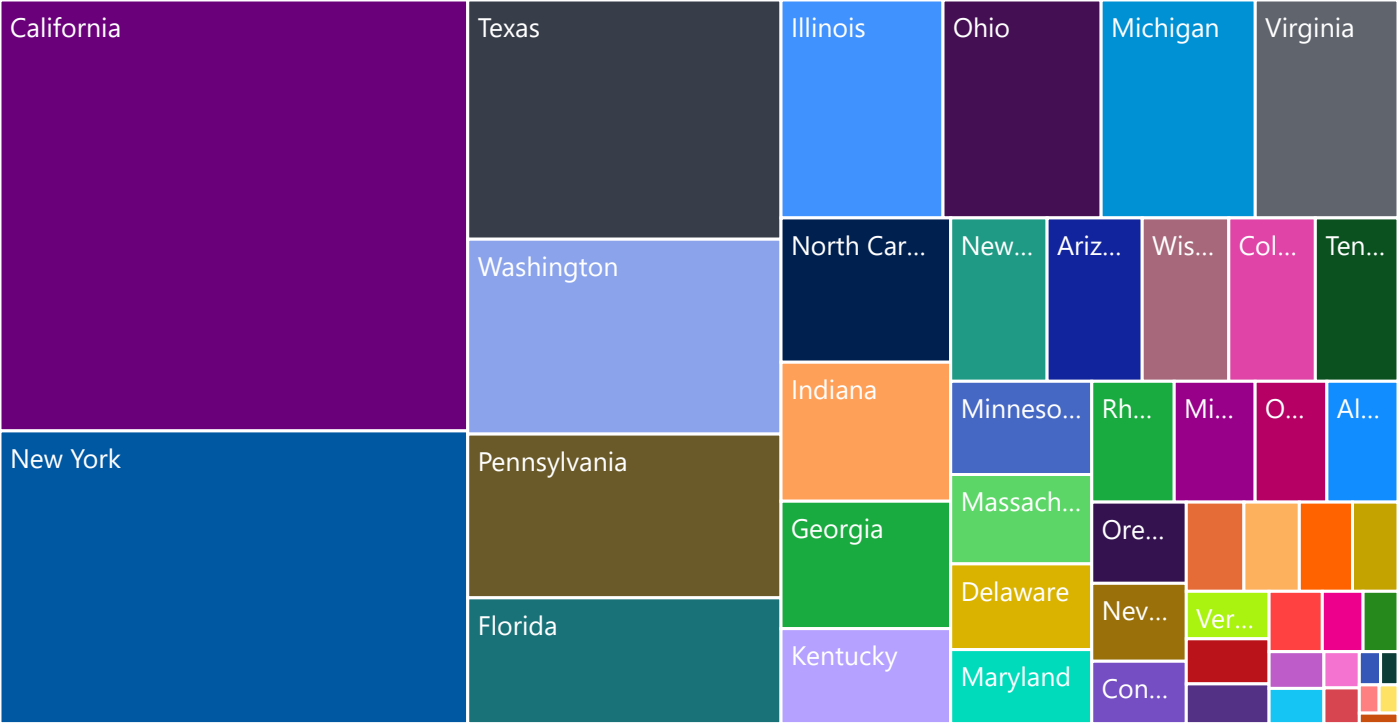 California
Texas
Illinois
Ohio
Michigan
Virginia
Washington
North Car...
New...
Ariz...
Wis...
Col...
Ten...
Indiana
Minneso...
Rh...
Mi...
O...
Al...
New York
Pennsylvania
Massach...
Georgia
Ore...
Delaware
Nev...
Ver...
Florida
Kentucky
Maryland
Con...